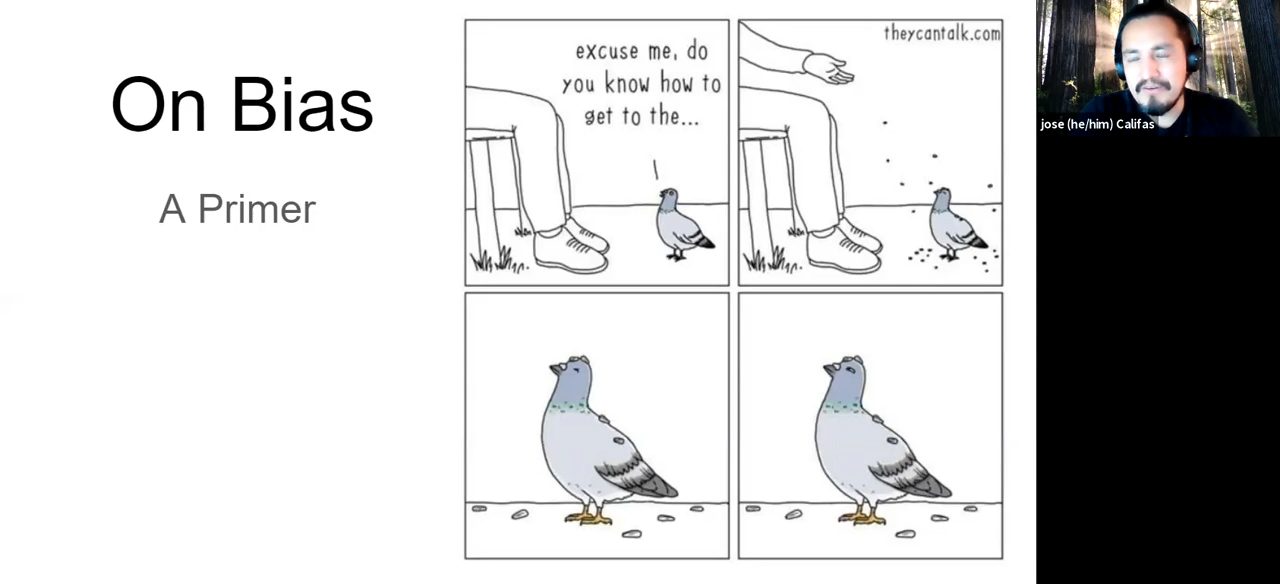 On Bias
A Primer
excuse me, do
you know how to
get to the...
theycantalk.com
jose (he/him) Califas